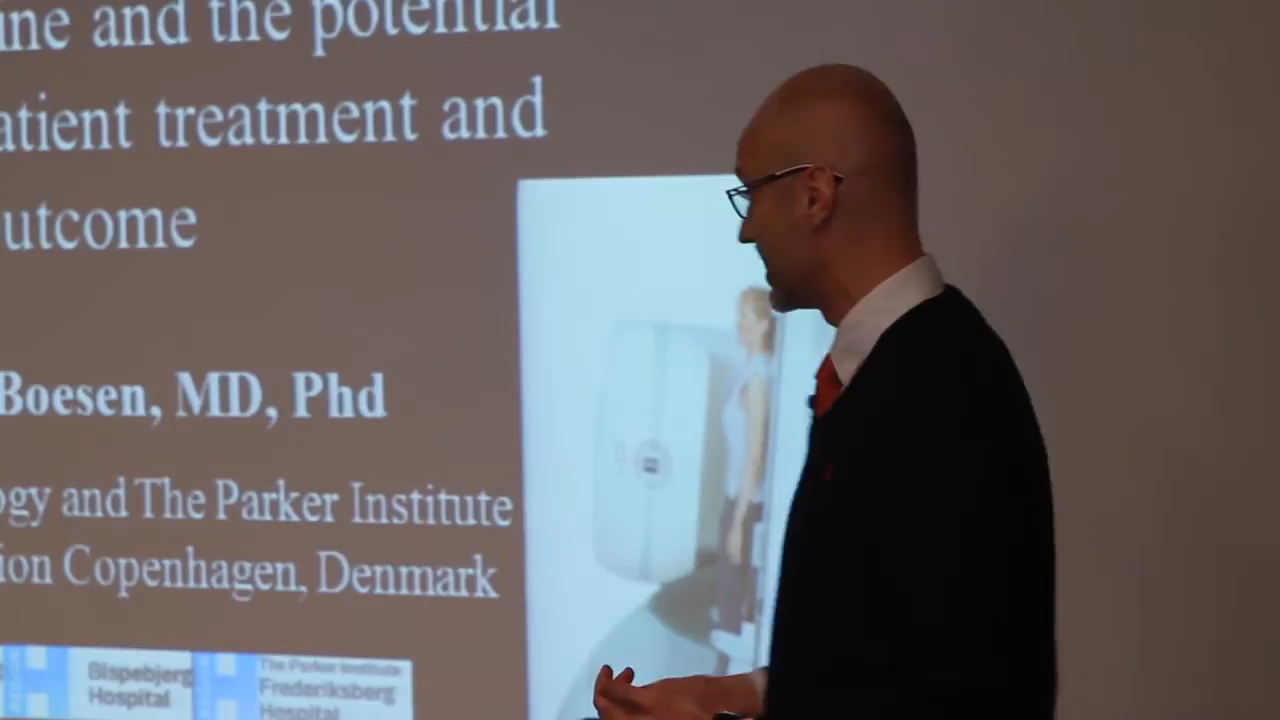 ine and the potential
atient treatment and
utcome
Boesen, MD, Phd
ogy and The Parker Institute
ion Copenhagen, Denmark
Bispebjerg
Hospital
The Parker Institute
Frederiksberg
Hospital